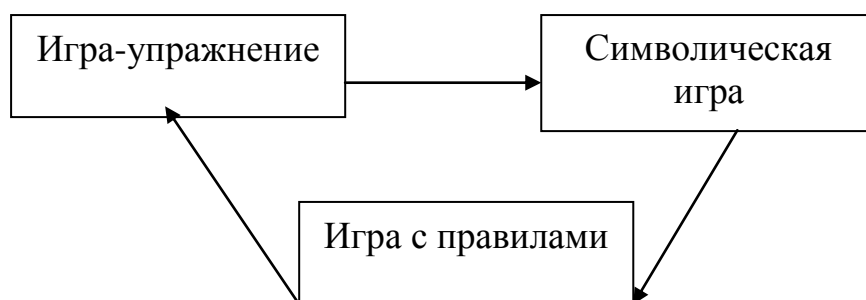 Игра-упражнение
Символическая
игра
Игра с правилами